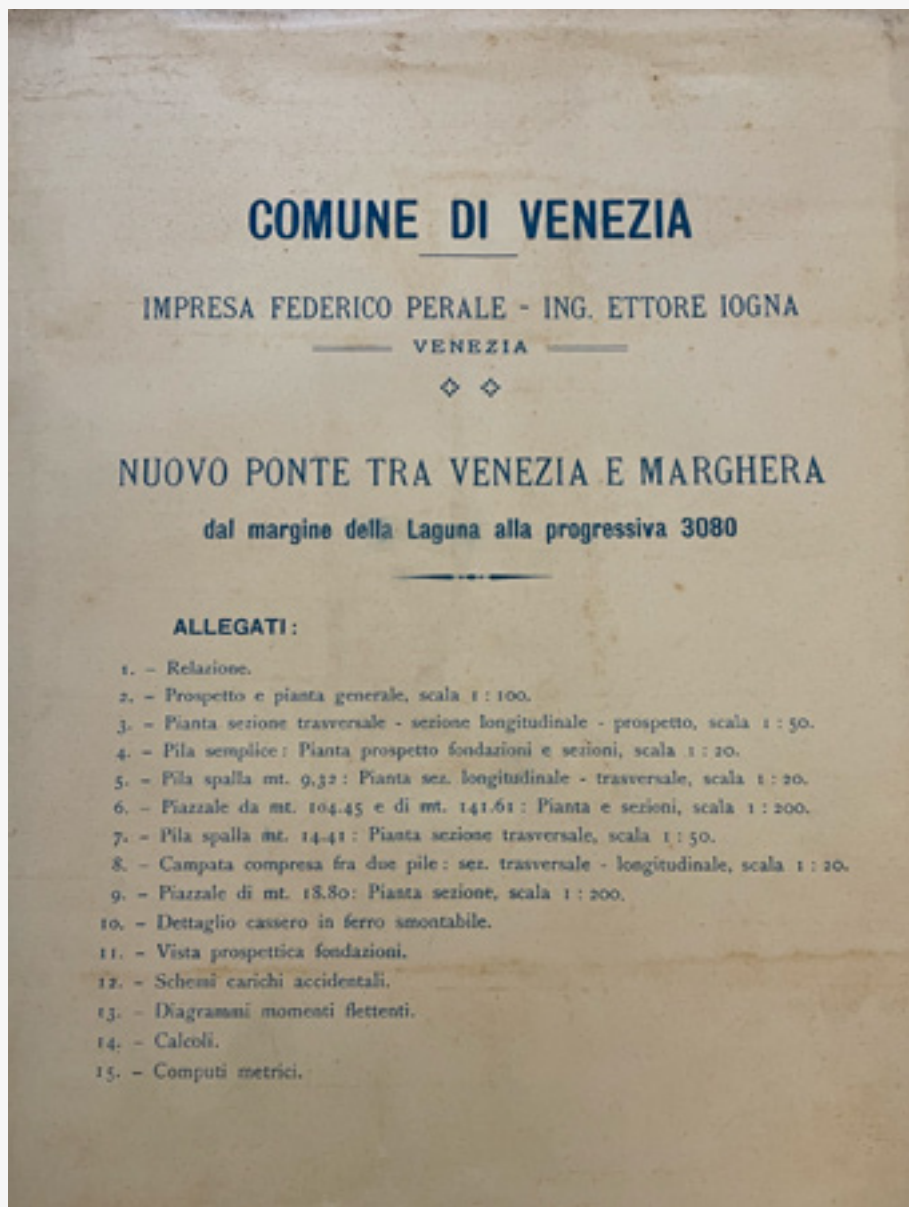 COMUNE DI VENEZIA
IMPRESA FEDERICO PERALE - ING. ETTORE IOGNA
VENEZIA
NUOVO PONTE TRA VENEZIA E MARGHERA
dal margine della Laguna alla progressiva 3080
ALLEGATI:
1. - Relazione.
2. - Prospetto e pianta generale, scala 1 : 100.
3. - Pianta sezione trasversale - sezione longitudinale - prospetto, scala 1 : 50.
4. - Pila semplice: Pianta prospetto fondazioni e sezioni, scala 1 : 20.
5. - Pila spalla mt. 9,32: Pianta sez. longitudinale - trasversale, scala 1 : 20.
6. - Piazzale da mt. 104.45 e di mt. 141.61: Pianta e sezioni, scala 1 : 200.
7. - Pila spalla mt. 14.41: Pianta sezione trasversale, scala 1 : 50.
8. - Campata compresa fra due pile: sez. trasversale - longitudinale, scala 1 : 20.
9. - Piazzale di mt. 18.80: Pianta sezione, scala 1 : 200.
10. - Dettaglio cassero in ferro smontabile.
11. - Vista prospettica fondazioni.
12. - Schemi carichi accidentali.
13. - Diagrammi momenti flettenti.
14. - Calcoli.
15. - Computi metrici.